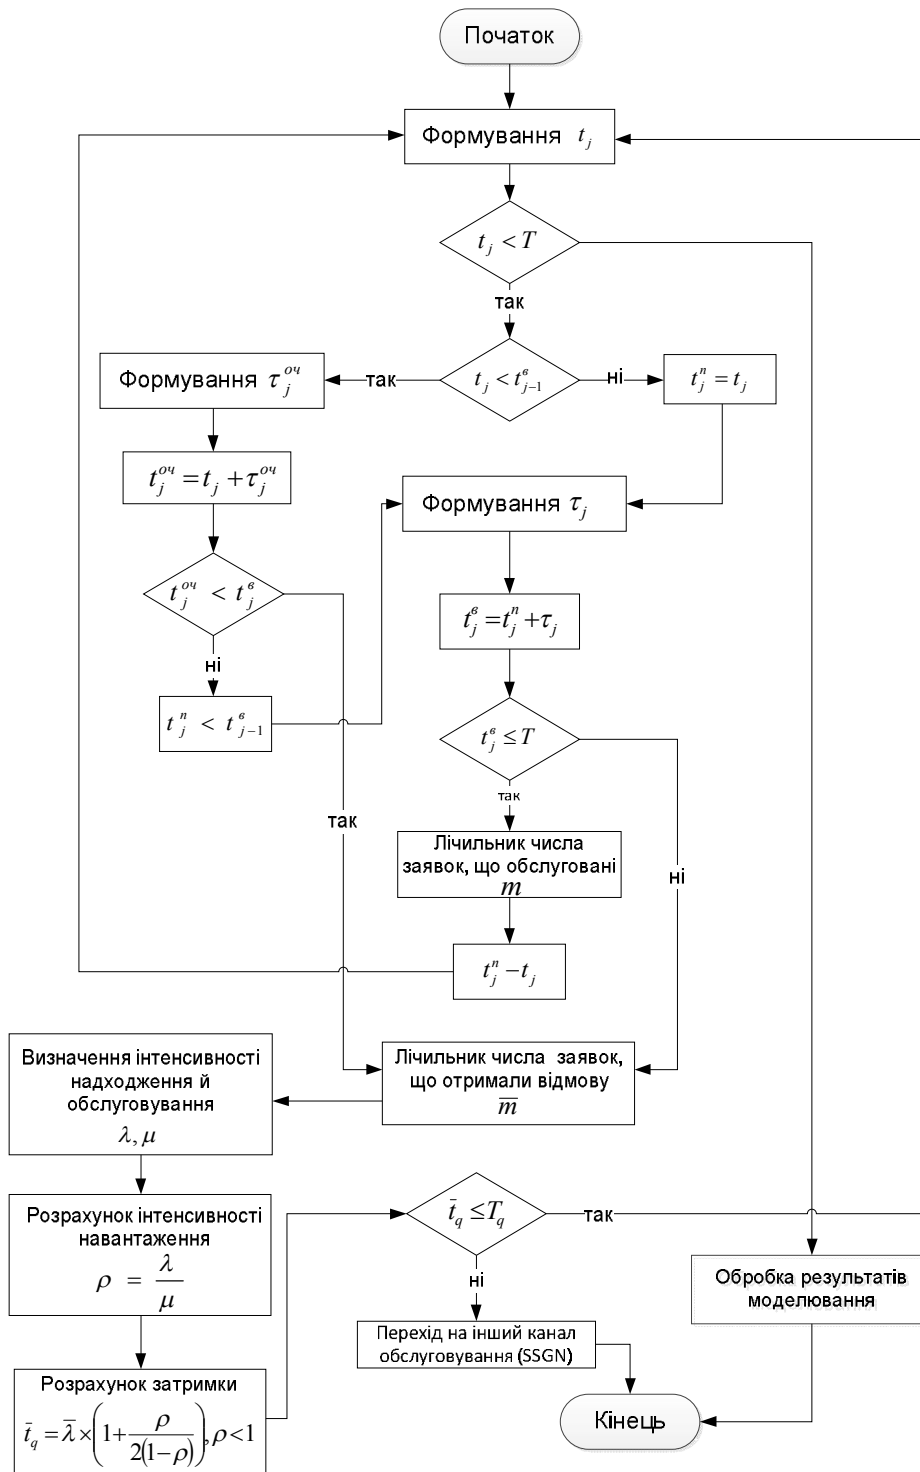 Початок
Формування t_j
t_j < T
так
t_j < t_{j-1}^в
так
ні
Формування τ_j^{оч}
t_j^п = t_j
t_j^{оч} = t_j + τ_j^{оч}
Формування τ_j
t_j^{оч} < t_j^в
ні
так
t_j^п < t_{j-1}^в
t_j^в = t_j^п + τ_j
t_j^в ≤ T
так
ні
Лічильник числа
заявок, що обслуговані
m
t_j^п − t_j
Лічильник числа заявок,
що отримали відмову
m̅
Визначення інтенсивності
надходження й
обслуговування
λ, μ
Розрахунок інтенсивності
навантаження
ρ = λ/μ
Розрахунок затримки
t̄_q = λ̅ × (1 + ρ/2(1−ρ)), ρ < 1
t̄_q ≤ T_q
так
ні
Перехід на інший канал
обслуговування (SSGN)
Обробка результатів
моделювання
Кінець